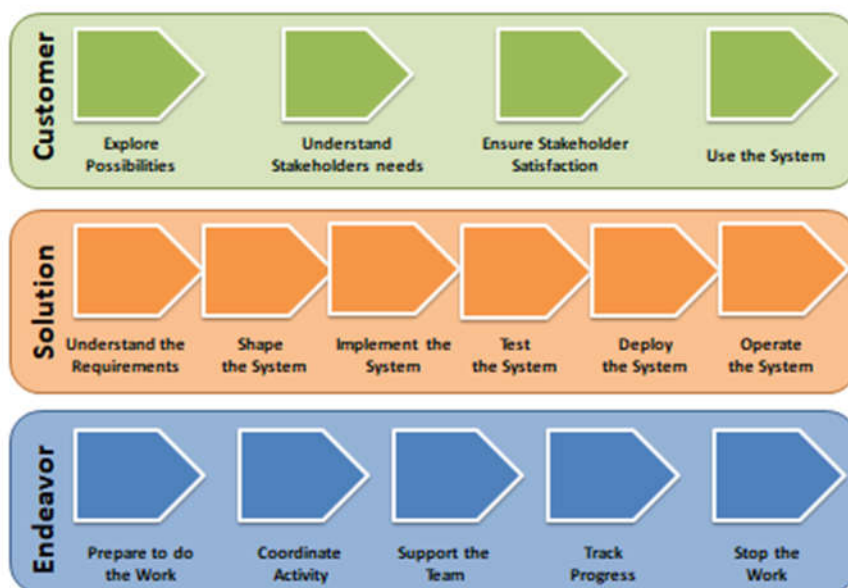 Customer
Explore
Possibilities
Understand
Stakeholders needs
Ensure Stakeholder
Satisfaction
Use the System
Solution
Understand the
Requirements
Shape
the System
Implement the
System
Test
the System
Deploy
the System
Operate
the System
Endeavor
Prepare to do
the Work
Coordinate
Activity
Support the
Team
Track
Progress
Stop the
Work